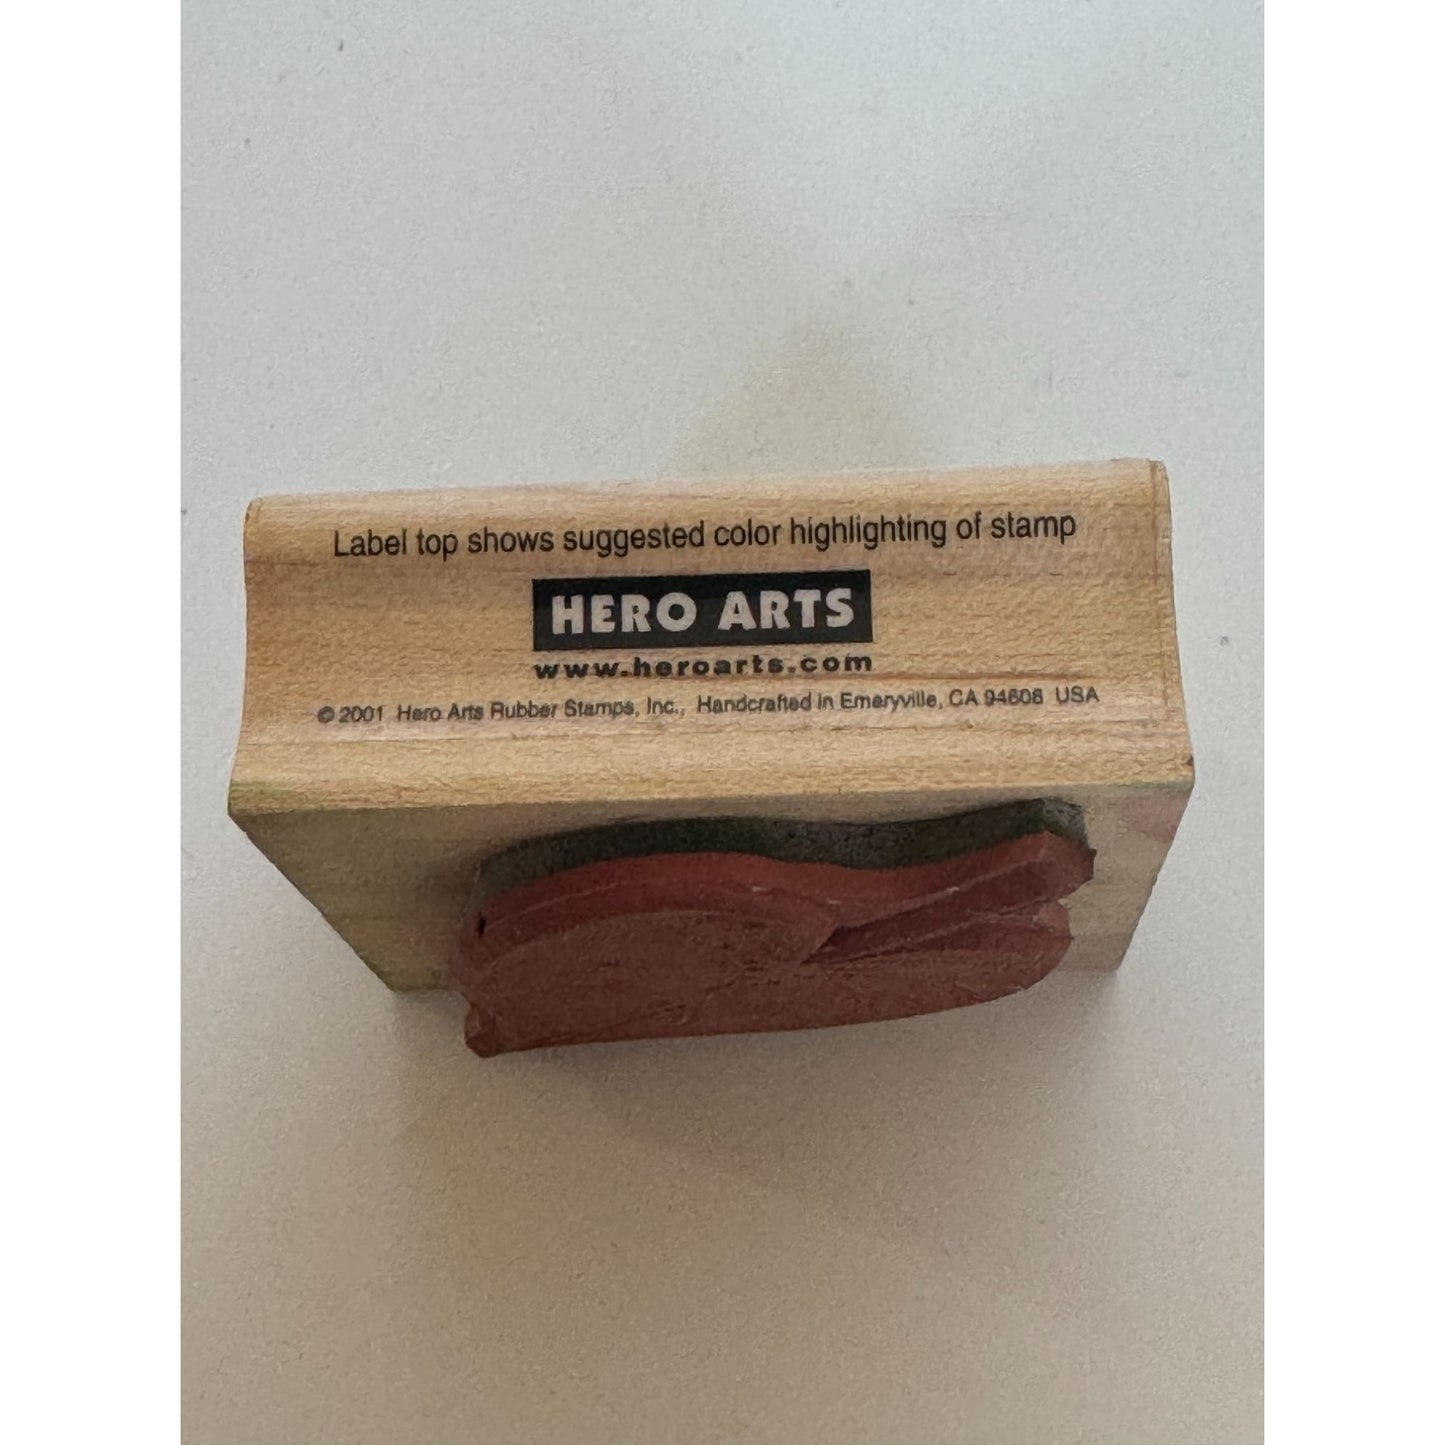 Label top shows suggested color highlighting of stamp
HERO ARTS
www.heroarts.com
© 2001 Hero Arts Rubber Stamps, Inc., Handcrafted in Emeryville, CA 94608 USA